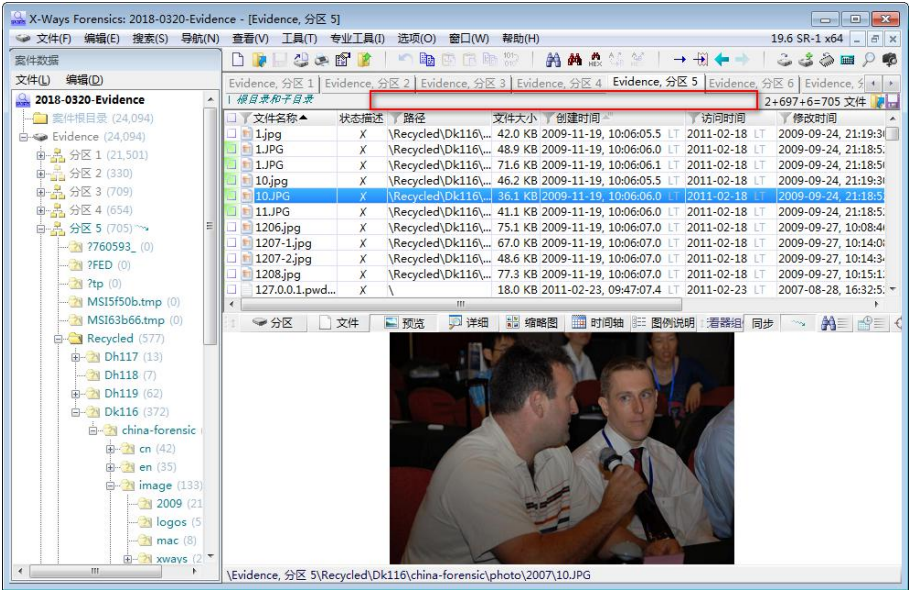 X-Ways Forensics: 2018-0320-Evidence - [Evidence, 分区 5]
文件(F) 编辑(E) 搜索(S) 导航(N) 查看(V) 工具(T) 专业工具(I) 选项(O) 窗口(W) 帮助(H) 19.6 SR-1 x64
案件数据
文件(L) 编辑(D)
2018-0320-Evidence
案件根目录 (24,094)
Evidence (24,094)
分区 1 (21,501)
分区 2 (330)
分区 3 (709)
分区 4 (654)
分区 5 (705)
?760593_ (0)
?FED (0)
?tp (0)
MSI5f50b.tmp (0)
MSI63b66.tmp (0)
Recycled (577)
Dh117 (13)
Dh118 (7)
Dh119 (62)
Dk116 (372)
china-forensic
cn (42)
en (35)
image (133)
2009 (21
logos (5
mac (8)
xways (2
Evidence, 分区 1 Evidence, 分区 2 Evidence, 分区 3 Evidence, 分区 4 Evidence, 分区 5 Evidence, 分区 6 Evidence,
根目录和子目录 2+697+6=705 文件
文件名称 状态描述 路径 文件大小 创建时间 访问时间 修改时间
1.jpg X \Recycled\Dk116\... 42.0 KB 2009-11-19, 10:06:05.5 LT 2011-02-18 LT 2009-09-24, 21:19:3
1.JPG X \Recycled\Dk116\... 48.9 KB 2009-11-19, 10:06:06.0 LT 2011-02-18 LT 2009-09-24, 21:18:5
1.JPG X \Recycled\Dk116\... 71.6 KB 2009-11-19, 10:06:06.1 LT 2011-02-18 LT 2009-09-24, 21:18:5
10.jpg X \Recycled\Dk116\... 46.2 KB 2009-11-19, 10:06:05.5 LT 2011-02-18 LT 2009-09-24, 21:19:3
10.JPG X \Recycled\Dk116\... 36.1 KB 2009-11-19, 10:06:06.0 LT 2011-02-18 LT 2009-09-24, 21:18:5
11.JPG X \Recycled\Dk116\... 41.1 KB 2009-11-19, 10:06:06.0 LT 2011-02-18 LT 2009-09-24, 21:18:5
1206.jpg X \Recycled\Dk116\... 75.1 KB 2009-11-19, 10:06:07.0 LT 2011-02-18 LT 2009-09-27, 10:08:4
1207-1.jpg X \Recycled\Dk116\... 67.0 KB 2009-11-19, 10:06:07.0 LT 2011-02-18 LT 2009-09-27, 10:14:0
1207-2.jpg X \Recycled\Dk116\... 48.6 KB 2009-11-19, 10:06:07.0 LT 2011-02-18 LT 2009-09-27, 10:14:3
1208.jpg X \Recycled\Dk116\... 77.3 KB 2009-11-19, 10:06:07.0 LT 2011-02-18 LT 2009-09-27, 10:15:1
127.0.0.1.pwd... X \ 18.0 KB 2011-02-23, 09:47:07.4 LT 2011-02-23 LT 2007-08-28, 16:32:5
分区 文件 预览 详细 缩略图 时间轴 图例说明 看器组 同步
\Evidence, 分区 5\Recycled\Dk116\china-forensic\photo\2007\10.JPG